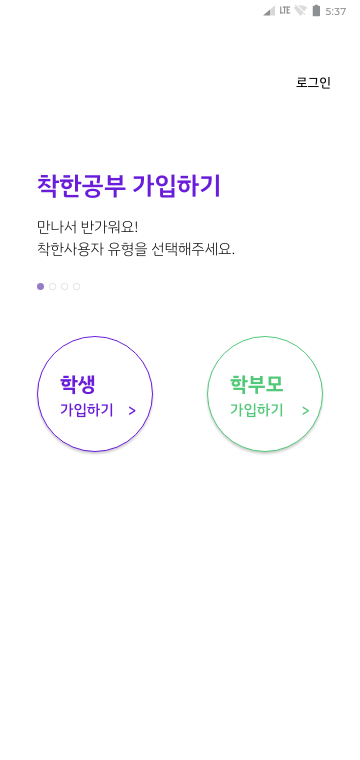 LTE 5:37
로그인
착한공부 가입하기
만나서 반가워요!
착한사용자 유형을 선택해주세요.
학생
가입하기 >
학부모
가입하기 >